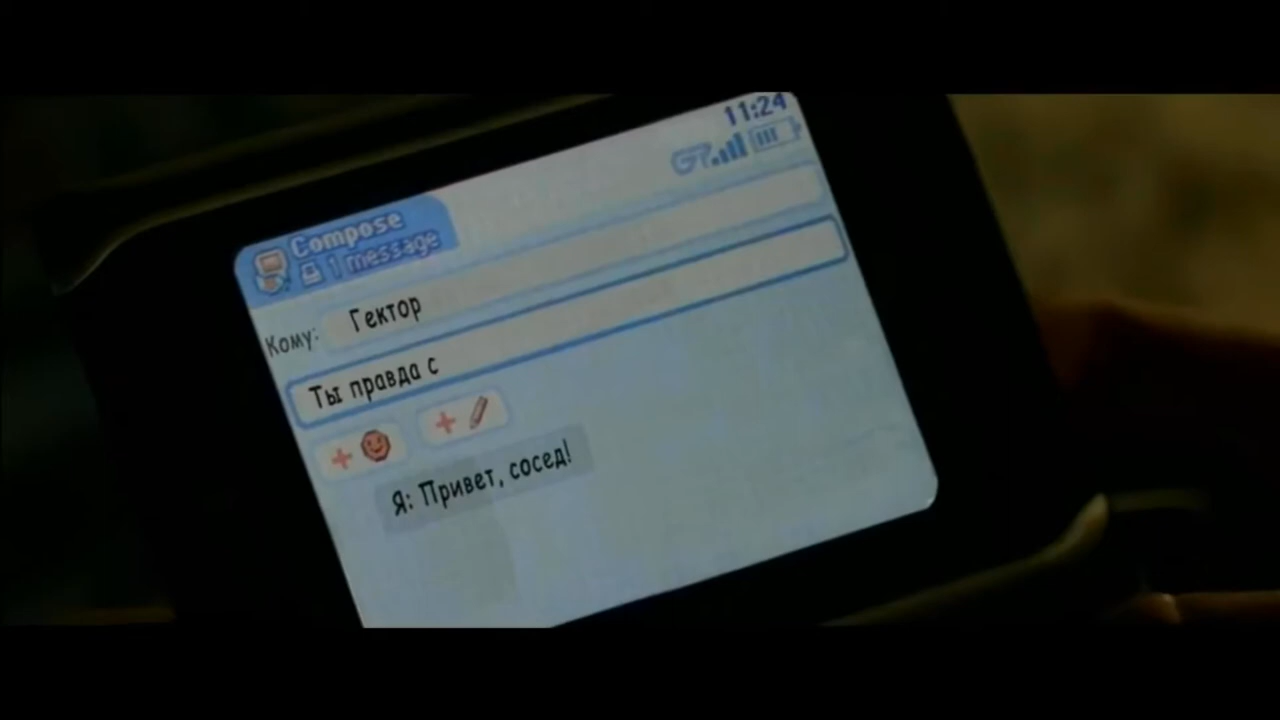 11:24
Compose
1 message
Кому: Гектор
Ты правда с
Я: Привет, сосед!